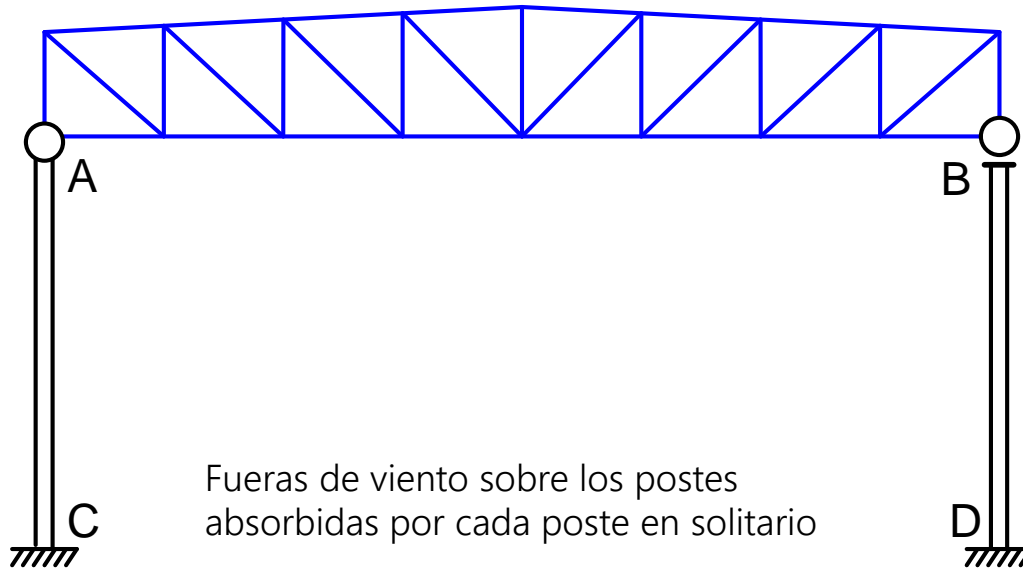 A
B
Fueras de viento sobre los postes
absorbidas por cada poste en solitario
C
D